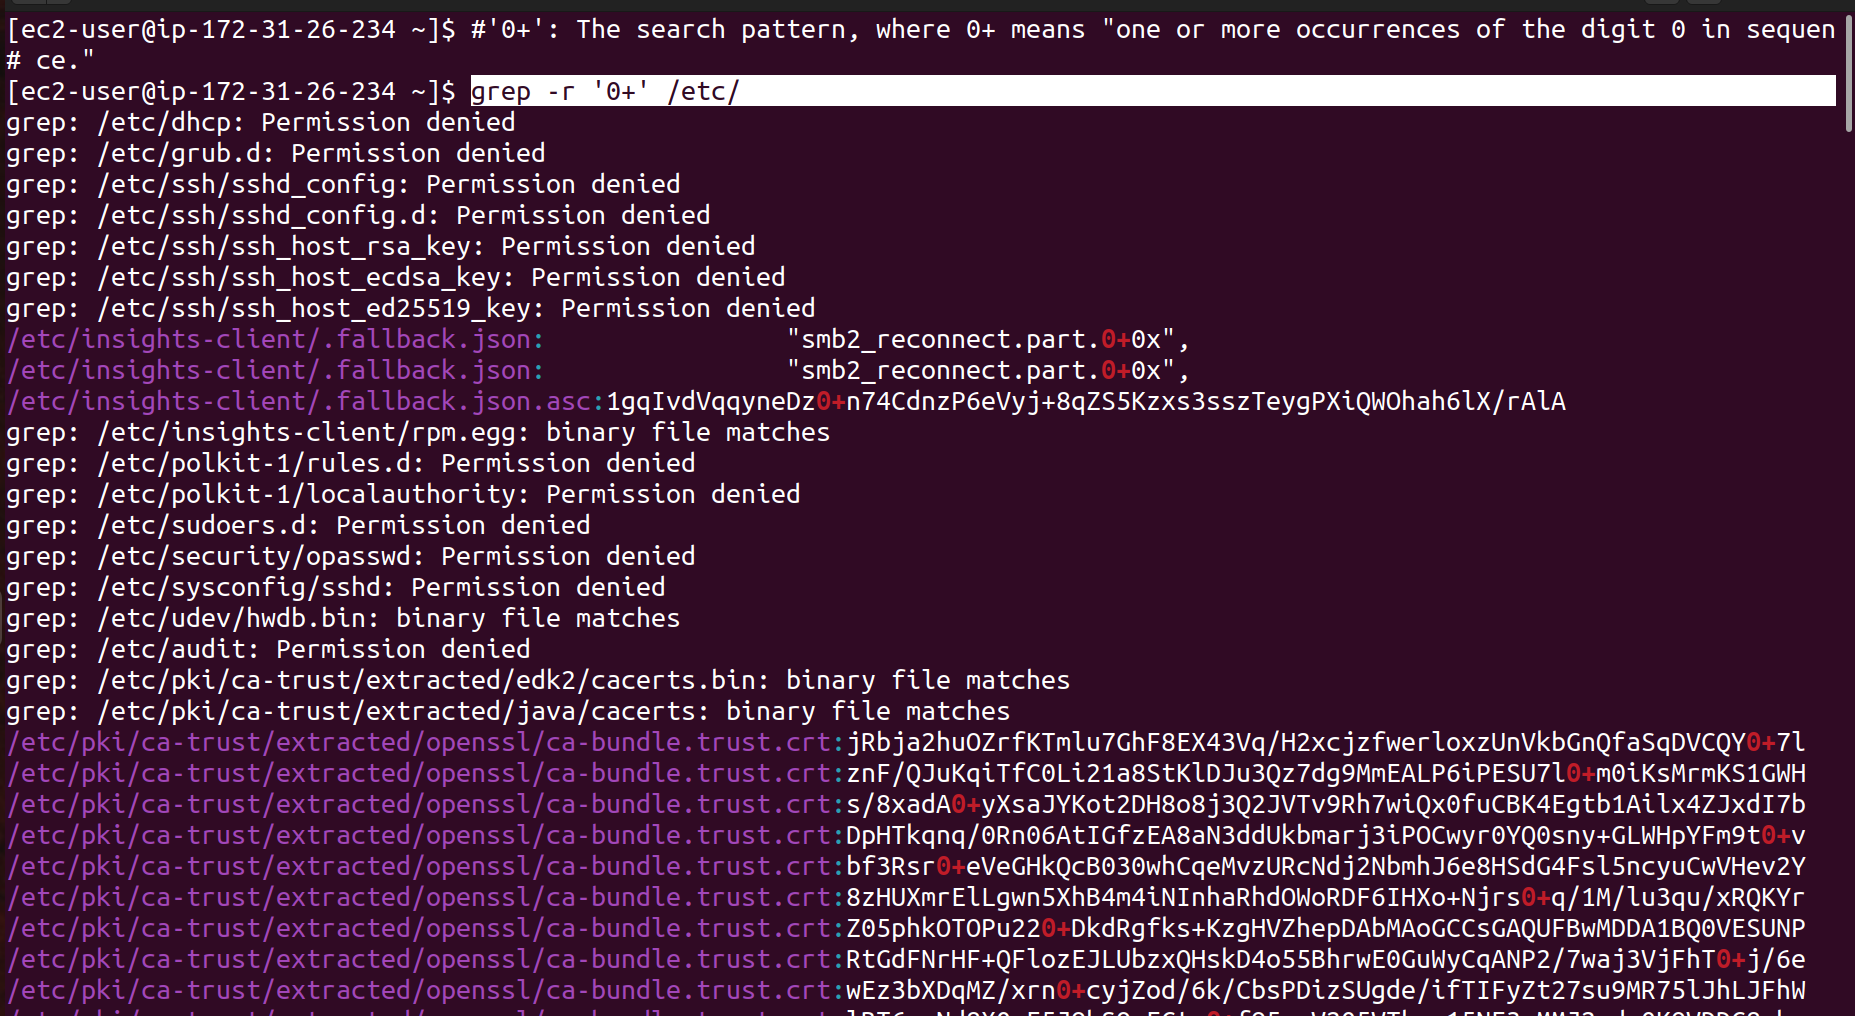 [ec2-user@ip-172-31-26-234 ~]$ #'0+': The search pattern, where 0+ means "one or more occurrences of the digit 0 in sequen
# ce."
[ec2-user@ip-172-31-26-234 ~]$ grep -r '0+' /etc/
grep: /etc/dhcp: Permission denied
grep: /etc/grub.d: Permission denied
grep: /etc/ssh/sshd_config: Permission denied
grep: /etc/ssh/sshd_config.d: Permission denied
grep: /etc/ssh/ssh_host_rsa_key: Permission denied
grep: /etc/ssh/ssh_host_ecdsa_key: Permission denied
grep: /etc/ssh/ssh_host_ed25519_key: Permission denied
/etc/insights-client/.fallback.json:                "smb2_reconnect.part.0+0x",
/etc/insights-client/.fallback.json:                "smb2_reconnect.part.0+0x",
/etc/insights-client/.fallback.json.asc:1gqIvdVqqyneDz0+n74CdnzP6eVyj+8qZS5Kzxs3sszTeygPXiQWOhah6lX/rAlA
grep: /etc/insights-client/rpm.egg: binary file matches
grep: /etc/polkit-1/rules.d: Permission denied
grep: /etc/polkit-1/localauthority: Permission denied
grep: /etc/sudoers.d: Permission denied
grep: /etc/security/opasswd: Permission denied
grep: /etc/sysconfig/sshd: Permission denied
grep: /etc/udev/hwdb.bin: binary file matches
grep: /etc/audit: Permission denied
grep: /etc/pki/ca-trust/extracted/edk2/cacerts.bin: binary file matches
grep: /etc/pki/ca-trust/extracted/java/cacerts: binary file matches
/etc/pki/ca-trust/extracted/openssl/ca-bundle.trust.crt:jRbja2huOZrfKTmlu7GhF8EX43Vq/H2xcjzfwerloxzUnVkbGnQfaSqDVCQY0+7l
/etc/pki/ca-trust/extracted/openssl/ca-bundle.trust.crt:znF/QJuKqiTfC0Li21a8StKlDJu3Qz7dg9MmEALP6iPESU7l0+m0iKsMrmKS1GWH
/etc/pki/ca-trust/extracted/openssl/ca-bundle.trust.crt:s/8xadA0+yXsaJYKot2DH8o8j3Q2JVTv9Rh7wiQx0fuCBK4Egtb1Ailx4ZJxdI7b
/etc/pki/ca-trust/extracted/openssl/ca-bundle.trust.crt:DpHTkqnq/0Rn06AtIGfzEA8aN3ddUkbmarj3iPOCwyr0YQ0sny+GLWHpYFm9t0+v
/etc/pki/ca-trust/extracted/openssl/ca-bundle.trust.crt:bf3Rsr0+eVeGHkQcB030whCqeMvzURcNdj2NbmhJ6e8HSdG4Fsl5ncyuCwVHev2Y
/etc/pki/ca-trust/extracted/openssl/ca-bundle.trust.crt:8zHUXmrElLgwn5XhB4m4iNInhaRhdOWoRDF6IHXo+Njrs0+q/1M/lu3qu/xRQKYr
/etc/pki/ca-trust/extracted/openssl/ca-bundle.trust.crt:Z05phkOTOPu220+DkdRgfks+KzgHVZhepDAbMAoGCCsGAQUFBwMDDA1BQ0VESUNP
/etc/pki/ca-trust/extracted/openssl/ca-bundle.trust.crt:RtGdFNrHF+QFlozEJLUbzxQHskD4o55BhrwE0GuWyCqANP2/7waj3VjFhT0+j/6e
/etc/pki/ca-trust/extracted/openssl/ca-bundle.trust.crt:wEz3bXDqMZ/xrn0+cyjZod/6k/CbsPDizSUgde/ifTIFyZt27su9MR75lJhLJFhW